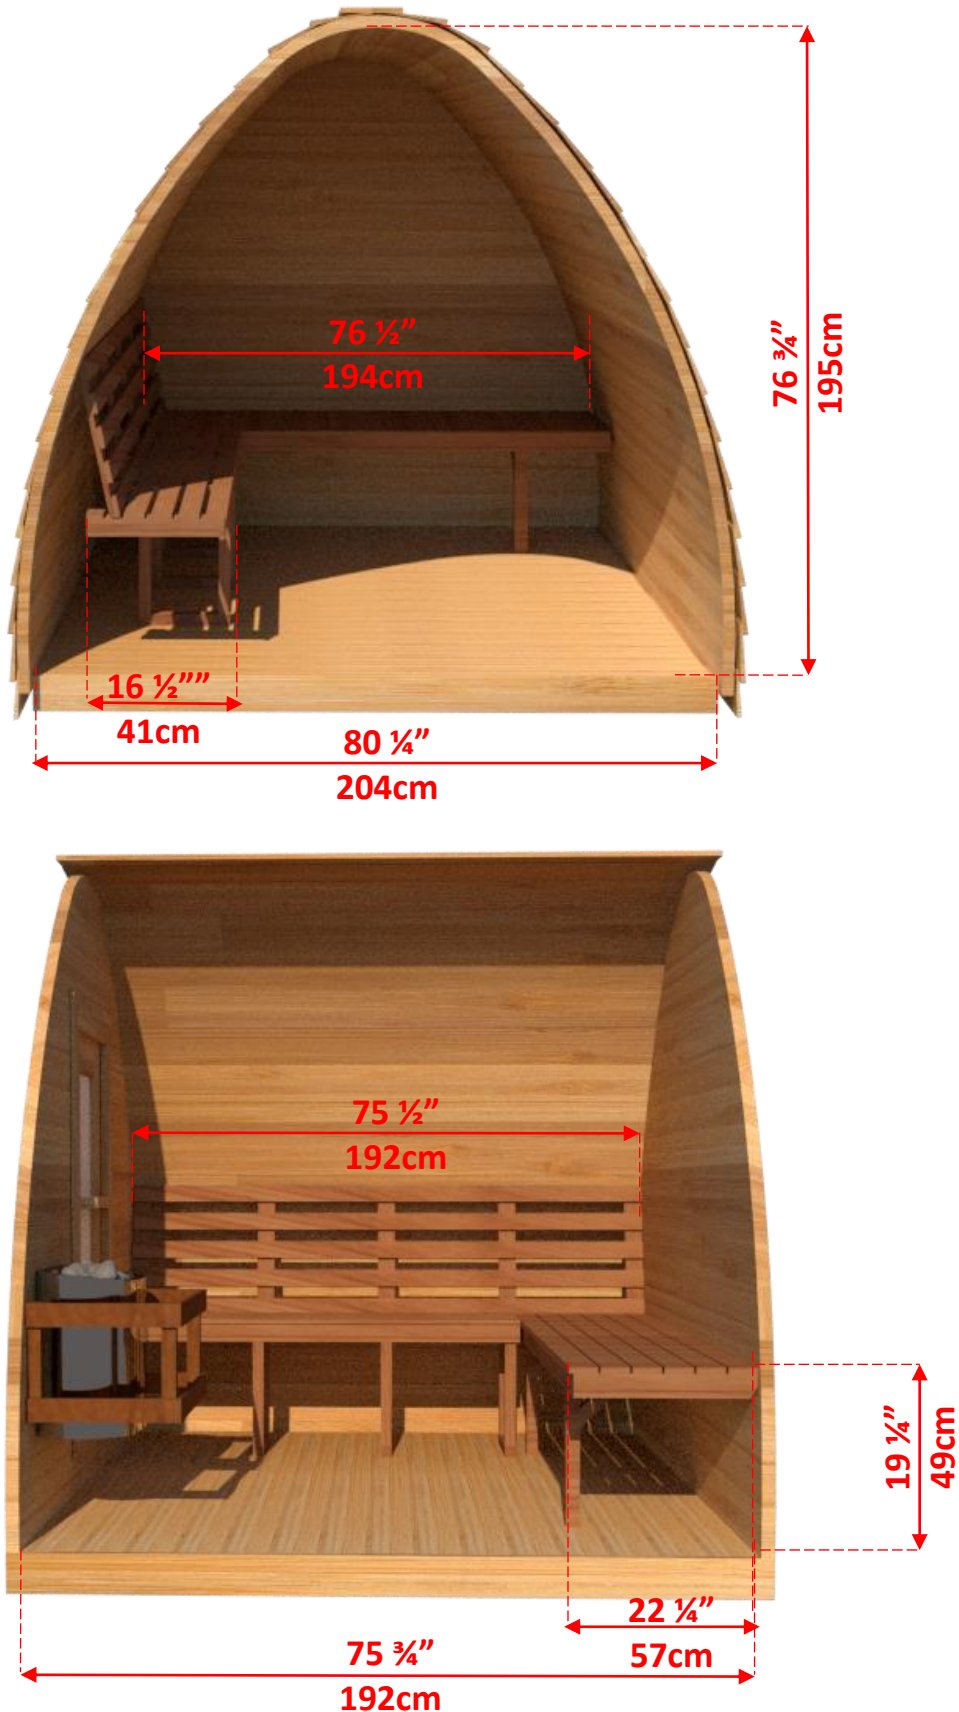 76 ½”
194cm
76 ¾”
195cm
16 ½””
41cm
80 ¼”
204cm
75 ½”
192cm
19 ¼”
49cm
22 ¼”
57cm
75 ¾”
192cm